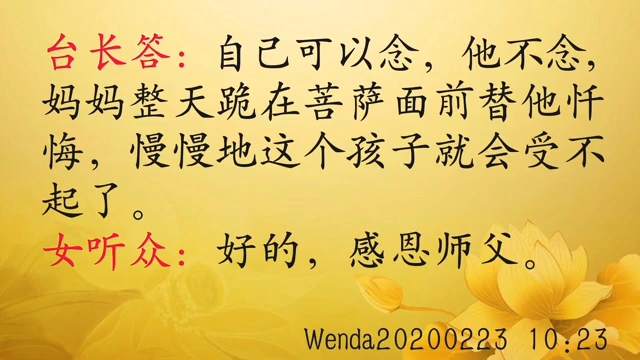 台长答：自己可以念，他不念，
妈妈整天跪在菩萨面前替他忏
悔，慢慢地这个孩子就会受不
起了。
女听众：好的，感恩师父。
Wenda20200223 10:23